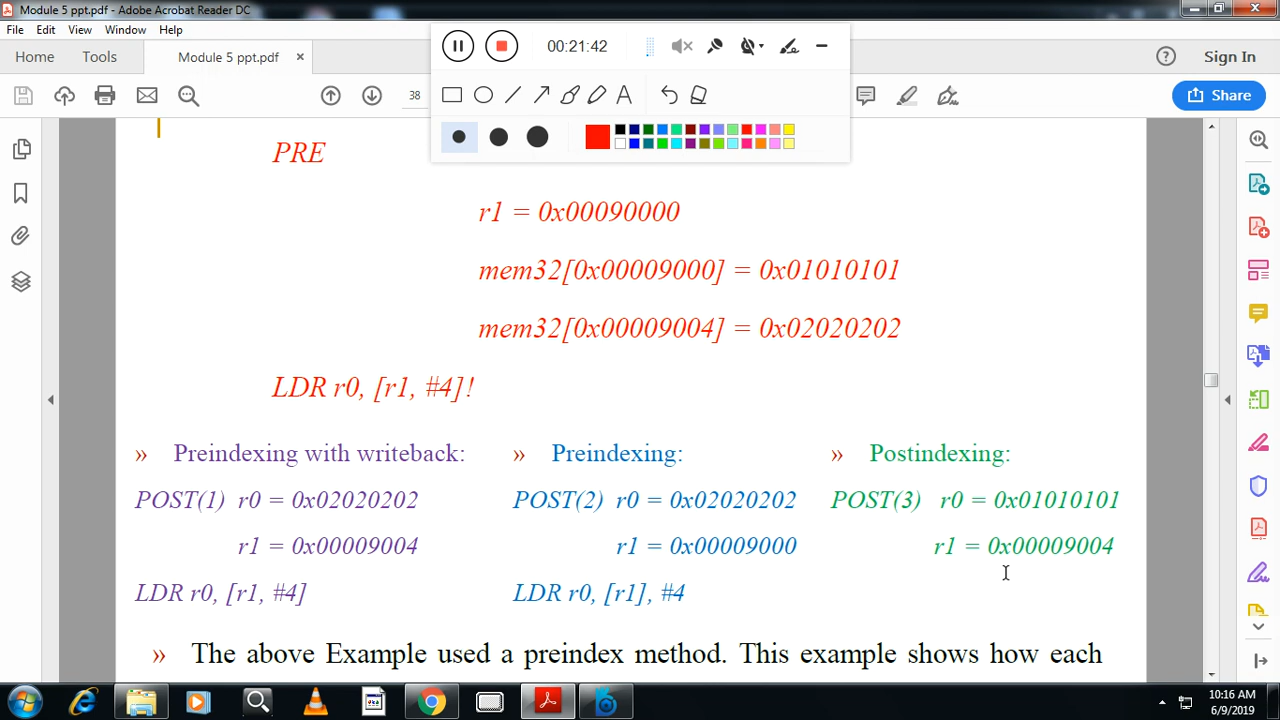 Module 5 ppt.pdf - Adobe Acrobat Reader DC
File Edit View Window Help
Home Tools Module 5 ppt.pdf × 00:21:42 Sign In
38 A Share
PRE
r1 = 0x00090000
mem32[0x00009000] = 0x01010101
mem32[0x00009004] = 0x02020202
LDR r0, [r1, #4]!
» Preindexing with writeback: » Preindexing: » Postindexing:
POST(1) r0 = 0x02020202 POST(2) r0 = 0x02020202 POST(3) r0 = 0x01010101
r1 = 0x00009004 r1 = 0x00009000 r1 = 0x00009004
LDR r0, [r1, #4] LDR r0, [r1], #4
» The above Example used a preindex method. This example shows how each
10:16 AM
6/9/2019